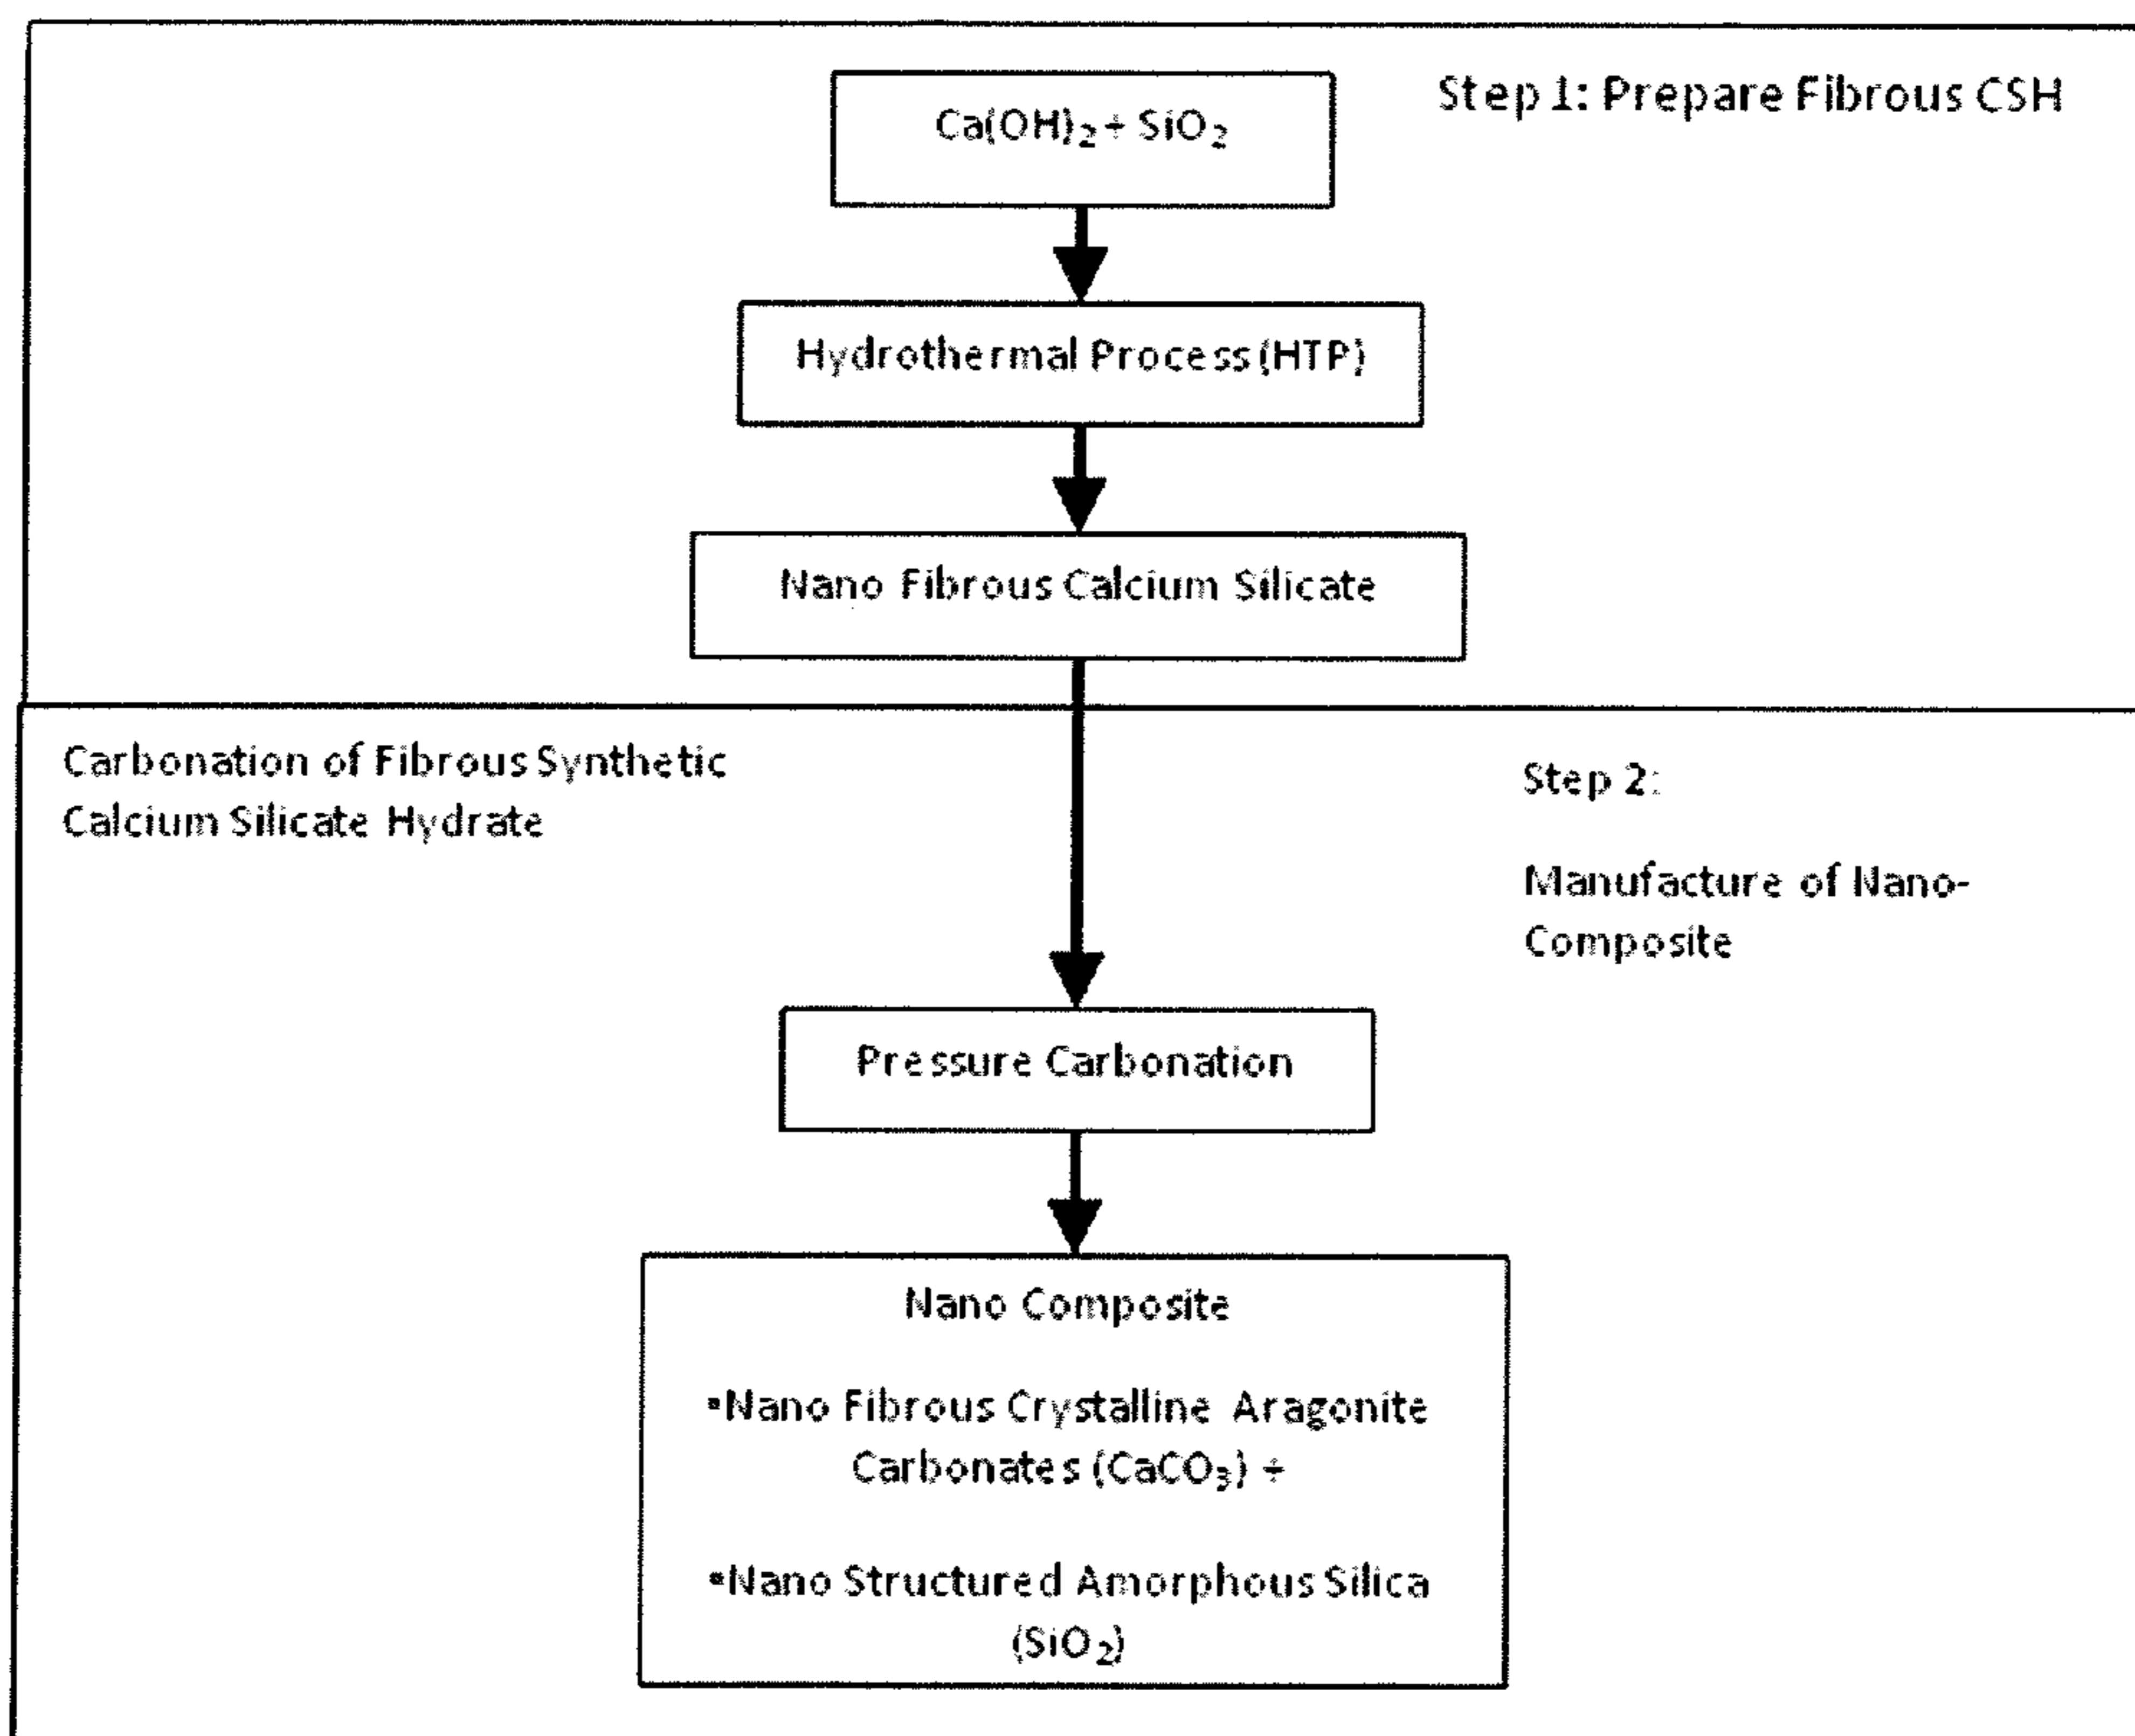 Step 1: Prepare Fibrous CSH
Ca(OH)₂ + SiO₂
Hydrothermal Process (HTP)
Nano Fibrous Calcium Silicate
Carbonation of Fibrous Synthetic
Calcium Silicate Hydrate
Step 2:
Manufacture of Nano-
Composite
Pressure Carbonation
Nano Composite
▪Nano Fibrous Crystalline Aragonite
Carbonates (CaCO₃) +
▪Nano Structured Amorphous Silica
(SiO₂)